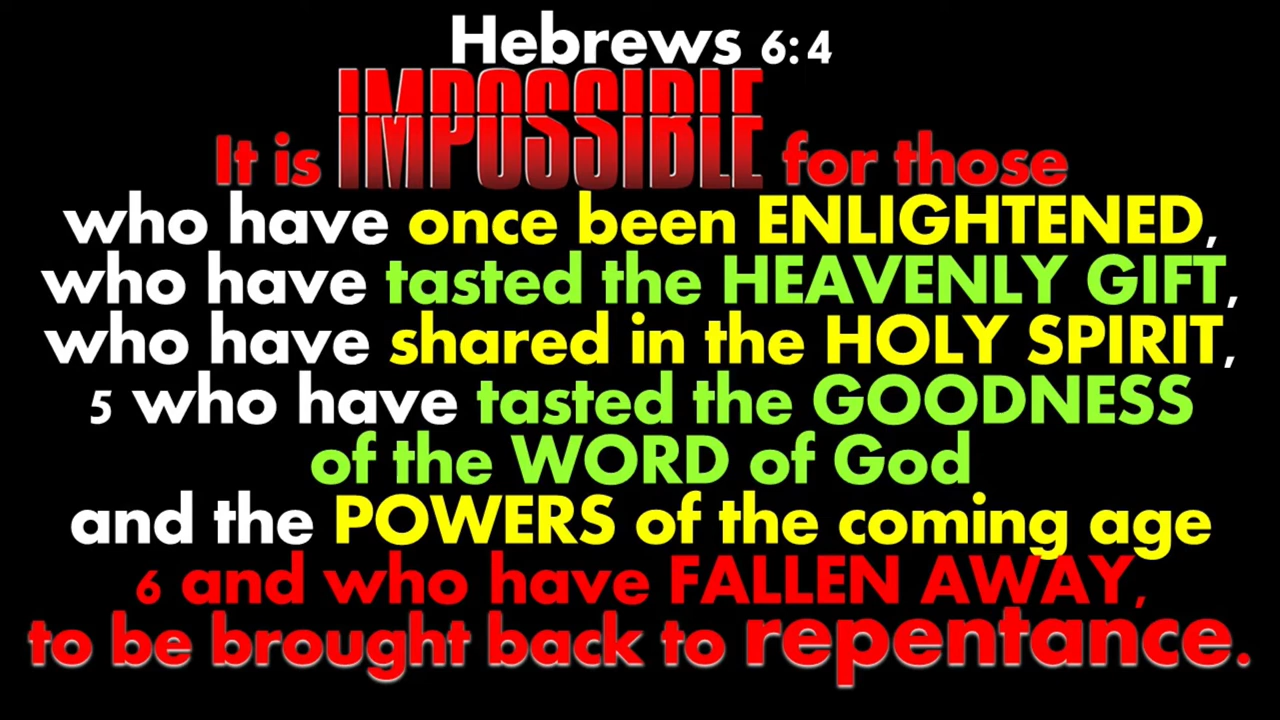 Hebrews 6:4
It is IMPOSSIBLE for those
who have once been ENLIGHTENED,
who have tasted the HEAVENLY GIFT,
who have shared in the HOLY SPIRIT,
5 who have tasted the GOODNESS
of the WORD of God
and the POWERS of the coming age
6 and who have FALLEN AWAY,
to be brought back to repentance.